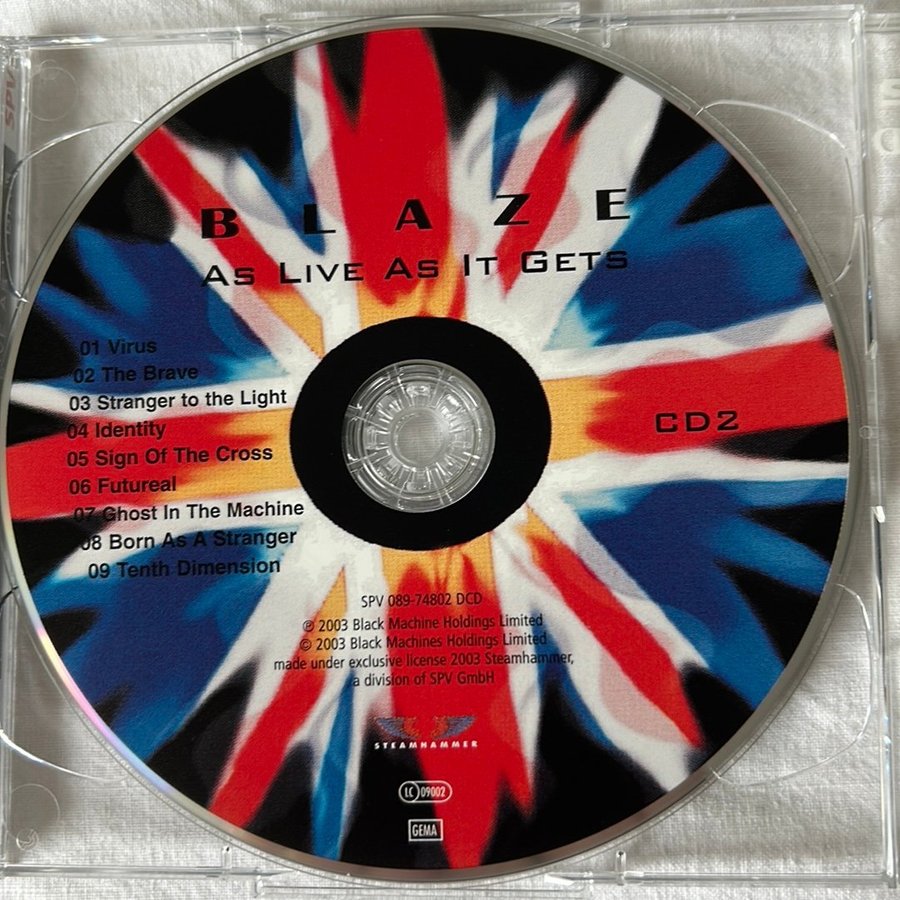 BLAZE
AS LIVE AS IT GETS
01 Virus
02 The Brave
03 Stranger to the Light
04 Identity
05 Sign Of The Cross
06 Futureal
07 Ghost In The Machine
08 Born As A Stranger
09 Tenth Dimension
CD2
SPV 089-74802 DCD
℗ 2003 Black Machine Holdings Limited
© 2003 Black Machines Holdings Limited
made under exclusive license 2003 Steamhammer,
a division of SPV GmbH
STEAMHAMMER
LC 09002
GEMA
SPV